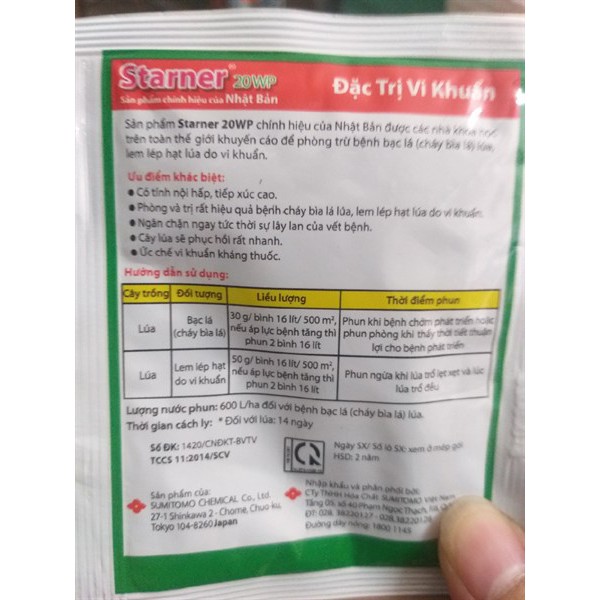 Starner® 20WP
Sản phẩm chính hiệu của Nhật Bản
Đặc Trị Vi Khuẩn
Sản phẩm Starner 20WP chính hiệu của Nhật Bản được các nhà khoa học
trên toàn thế giới khuyến cáo để phòng trừ bệnh bạc lá (cháy bìa lá) lúa,
lem lép hạt lúa do vi khuẩn.
Ưu điểm khác biệt:
● Có tính nội hấp, tiếp xúc cao.
● Phòng và trị rất hiệu quả bệnh cháy bìa lá lúa, lem lép hạt lúa do vi khuẩn.
● Ngăn chặn ngay tức thời sự lây lan của vết bệnh.
● Cây lúa sẽ phục hồi rất nhanh.
● Ức chế vi khuẩn kháng thuốc.
Hướng dẫn sử dụng:
Cây trồng Đối tượng Liều lượng Thời điểm phun
Lúa
Bạc lá
(cháy bìa lá)
30 g/ bình 16 lít/ 500 m²,
nếu áp lực bệnh tăng thì
phun 2 bình 16 lít
Phun khi bệnh chớm phát triển hoặc
phun phòng khi thấy thời tiết thuận
lợi cho bệnh phát triển
Lúa
Lem lép hạt
do vi khuẩn
50 g/ bình 16 lít/ 500 m²,
nếu áp lực bệnh tăng thì
phun 2 bình 16 lít
Phun ngừa khi lúa trổ lẹt xẹt và lúc
lúa trổ đều
Lượng nước phun: 600 L/ha đối với bệnh bạc lá (cháy bìa lá) lúa.
Thời gian cách ly: * Đối với lúa: 14 ngày
Số ĐK: 1420/CNĐKT-BVTV
TCCS 11:2014/SCV
Ngày SX/ Số lô SX: xem ở mép gói
HSD: 2 năm
Sản phẩm của:
SUMITOMO CHEMICAL Co., Ltd.
27-1 Shinkawa 2 - Chome, Chuo-ku,
Tokyo 104-8260 Japan
Nhập khẩu và phân phối bởi:
CTy TNHH Hóa Chất SUMITOMO Việt Nam
Tầng 05, số 40 Phạm Ngọc Thạch,
ĐT: 028. 38220127 - 028.38220128
Đường dây nóng: 1800 1145